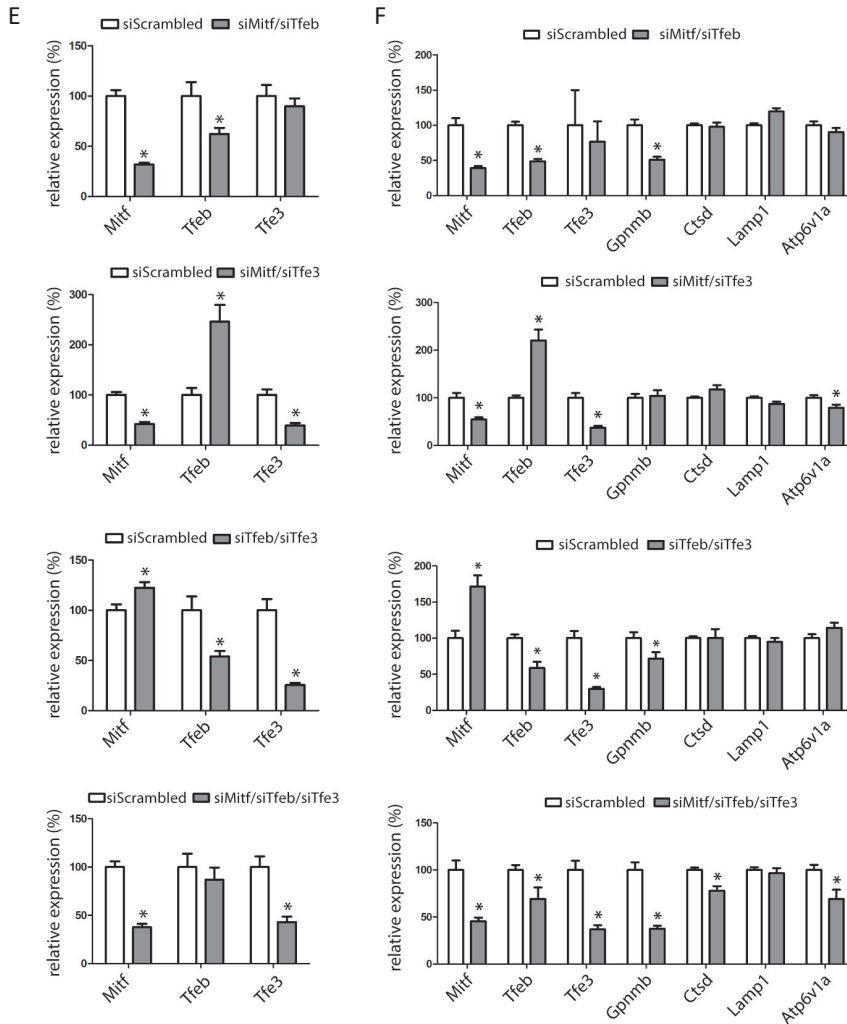 E
siScrambled siMitf/siTfeb
relative expression (%)
150
100
50
0
* *
Mitf Tfeb Tfe3
siScrambled siMitf/siTfe3
relative expression (%)
300
200
100
0
* * *
Mitf Tfeb Tfe3
siScrambled siTfeb/siTfe3
relative expression (%)
150
100
50
0
* * *
Mitf Tfeb Tfe3
siScrambled siMitf/siTfeb/siTfe3
relative expression (%)
150
100
50
0
* *
Mitf Tfeb Tfe3
F
siScrambled siMitf/siTfeb
relative expression (%)
200
150
100
50
0
* * *
Mitf Tfeb Tfe3 Gpnmb Ctsd Lamp1 Atp6v1a
siScrambled siMitf/siTfe3
relative expression (%)
300
200
100
0
* * * *
Mitf Tfeb Tfe3 Gpnmb Ctsd Lamp1 Atp6v1a
siScrambled siTfeb/siTfe3
relative expression (%)
200
150
100
50
0
* * * *
Mitf Tfeb Tfe3 Gpnmb Ctsd Lamp1 Atp6v1a
siScrambled siMitf/siTfeb/siTfe3
relative expression (%)
150
100
50
0
* * * * * *
Mitf Tfeb Tfe3 Gpnmb Ctsd Lamp1 Atp6v1a